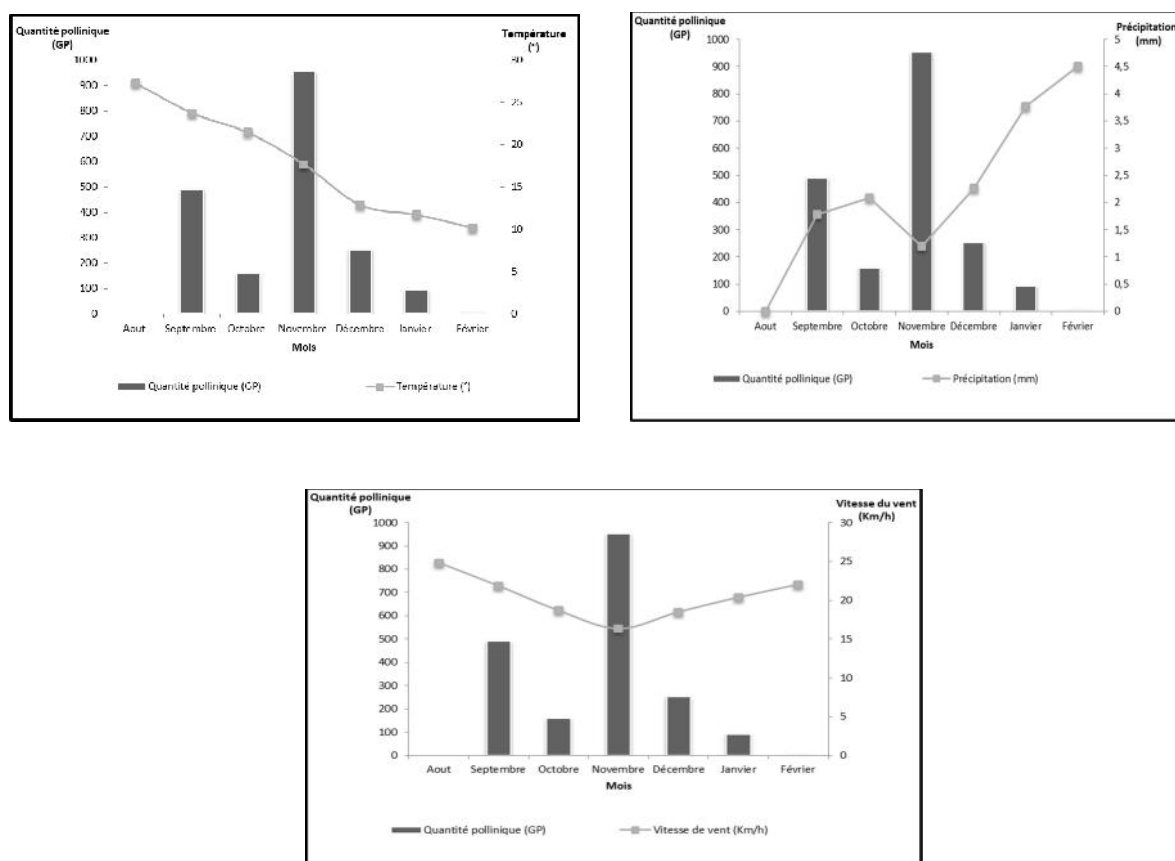 Quantité pollinique
(GP)
Température
(°)
1000
900
800
700
600
500
400
300
200
100
0
30
25
20
15
10
5
0
Aout Septembre Octobre Novembre Décembre Janvier Février
Mois
Quantité pollinique (GP) Température (°)
Quantité pollinique
(GP)
Précipitation
(mm)
1000
900
800
700
600
500
400
300
200
100
0
5
4,5
4
3,5
3
2,5
2
1,5
1
0,5
0
Aout Septembre Octobre Novembre Décembre Janvier Février
Mois
Quantité pollinique (GP) Précipitation (mm)
Quantité pollinique
(GP)
Vitesse du vent
(Km/h)
1000
900
800
700
600
500
400
300
200
100
0
30
25
20
15
10
5
0
Aout Septembre Octobre Novembre Décembre Janvier Février
Mois
Quantité pollinique (GP) Vitesse de vent (Km/h)